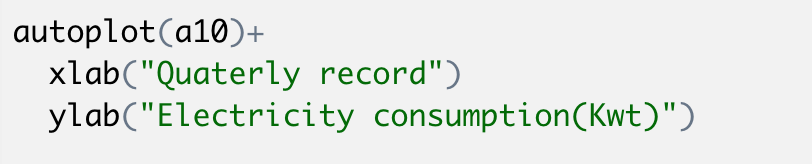 autoplot(a10)+
  xlab("Quaterly record")
  ylab("Electricity consumption(Kwt)")